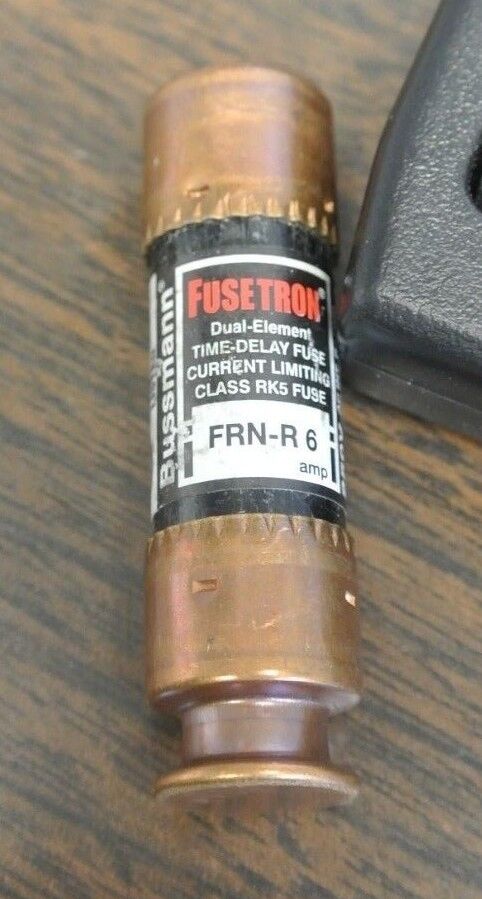 FUSETRON®
Dual-Element
TIME-DELAY FUSE
CURRENT LIMITING
CLASS RK5 FUSE
FRN-R 6
amp
Bussmann®